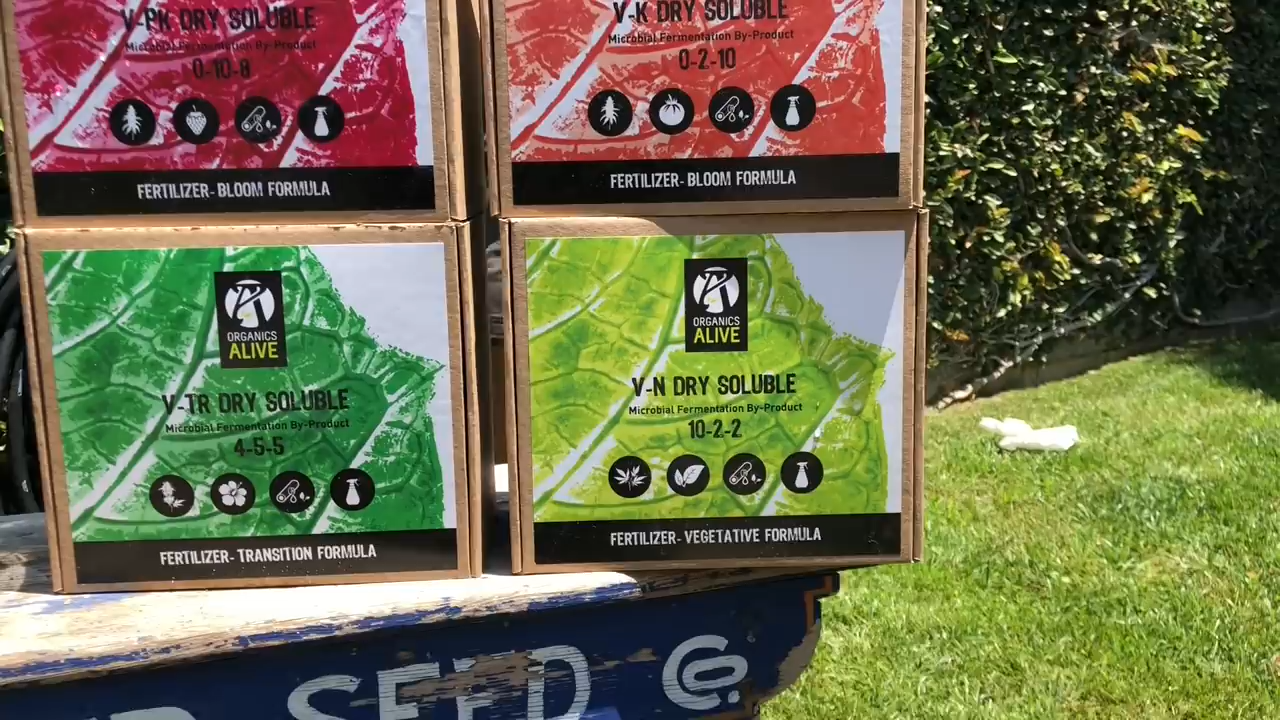 V-PK DRY SOLUBLE
Microbial Fermentation By-Product
0-10-8
FERTILIZER- BLOOM FORMULA
V-K DRY SOLUBLE
Microbial Fermentation By-Product
0-2-10
FERTILIZER- BLOOM FORMULA
ORGANICS
ALIVE
V-TR DRY SOLUBLE
Microbial Fermentation By-Product
4-5-5
FERTILIZER- TRANSITION FORMULA
ORGANICS
ALIVE
V-N DRY SOLUBLE
Microbial Fermentation By-Product
10-2-2
FERTILIZER- VEGETATIVE FORMULA
SEED Co.